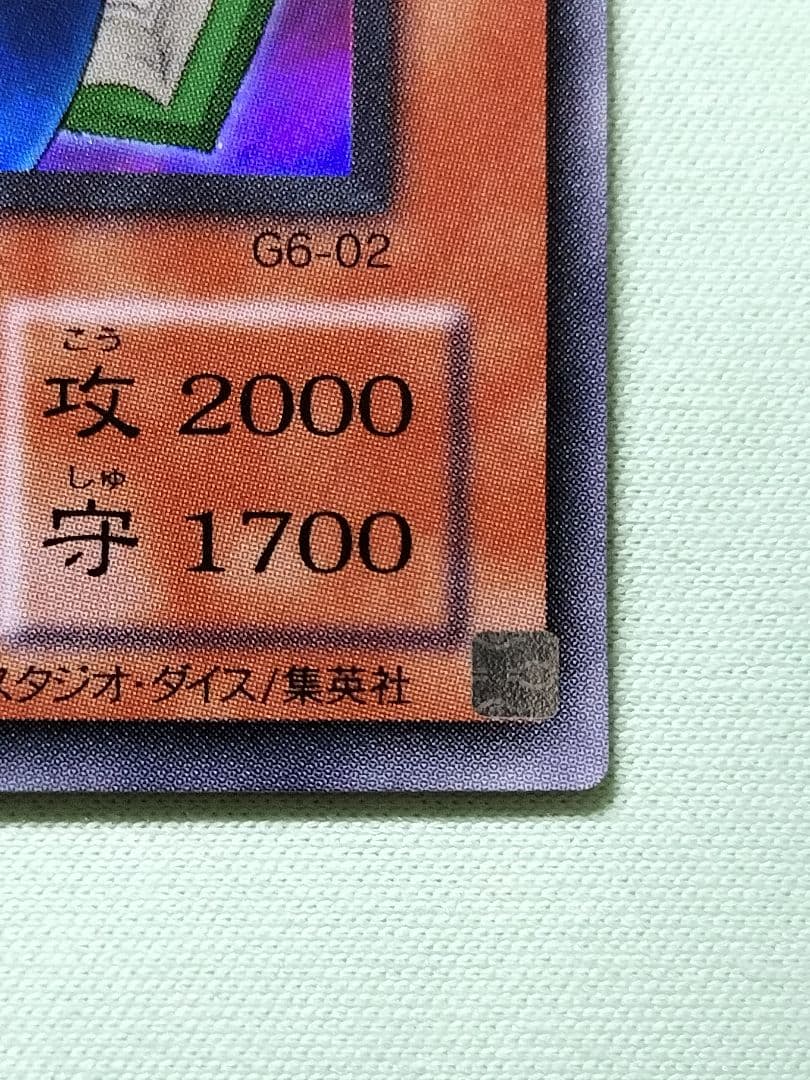 G6-02
こう
攻 2000
しゅ
守 1700
スタジオ・ダイス/集英社